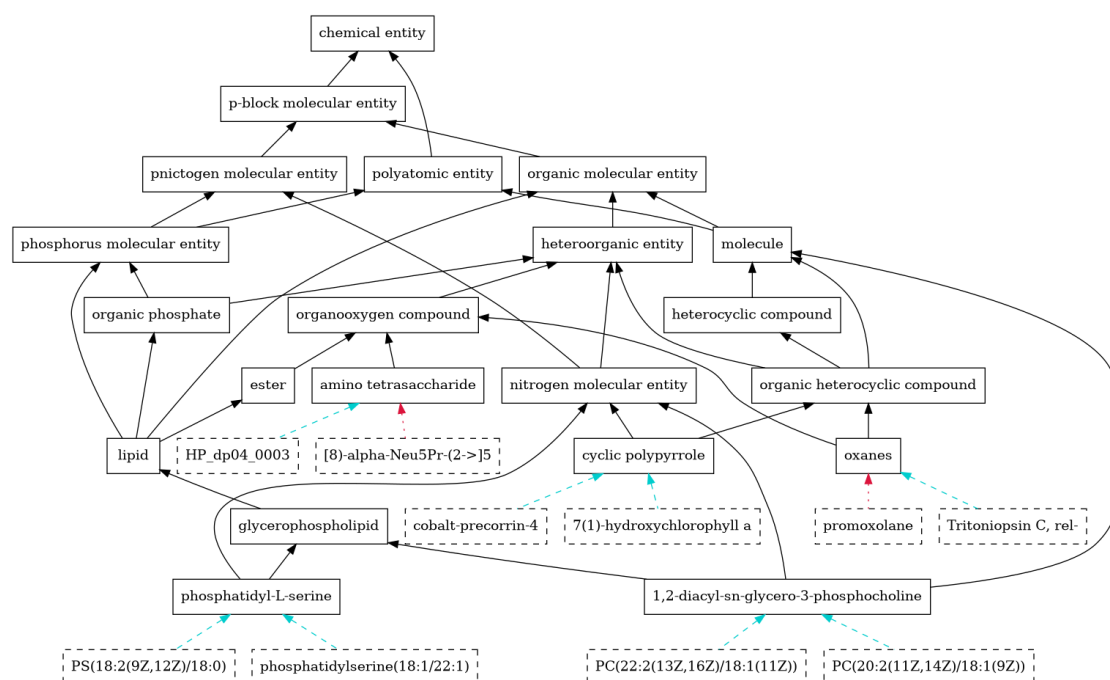 chemical entity
p-block molecular entity
pnictogen molecular entity
polyatomic entity
organic molecular entity
phosphorus molecular entity
heteroorganic entity
molecule
organic phosphate
organooxygen compound
heterocyclic compound
ester
amino tetrasaccharide
nitrogen molecular entity
organic heterocyclic compound
lipid
HP_dp04_0003
[8)-alpha-Neu5Pr-(2->]5
cyclic polypyrrole
oxanes
glycerophospholipid
cobalt-precorrin-4
7(1)-hydroxychlorophyll a
promoxolane
Tritoniopsin C, rel-
phosphatidyl-L-serine
1,2-diacyl-sn-glycero-3-phosphocholine
PS(18:2(9Z,12Z)/18:0)
phosphatidylserine(18:1/22:1)
PC(22:2(13Z,16Z)/18:1(11Z))
PC(20:2(11Z,14Z)/18:1(9Z))